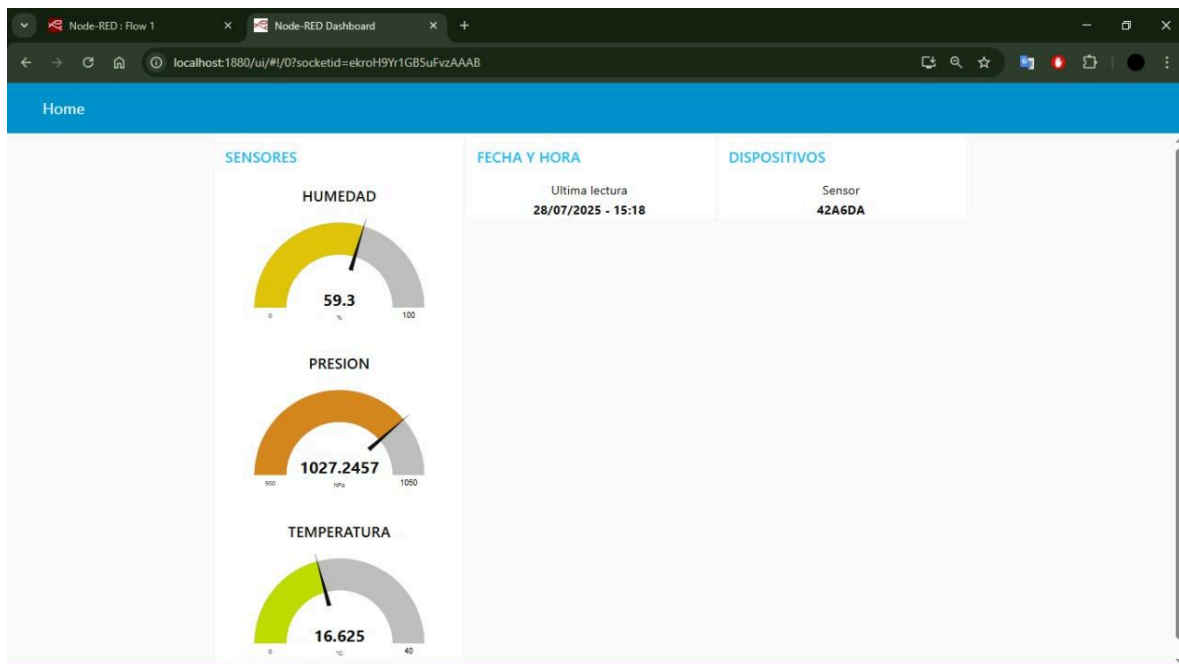 Node-RED : Flow 1
Node-RED Dashboard
localhost:1880/ui/#!/0?socketid=ekroH9Yr1GB5uFvzAAAB
Home
SENSORES
HUMEDAD
59.3
0
%
100
PRESION
1027.2457
950
hPa
1050
TEMPERATURA
16.625
0
°C
40
FECHA Y HORA
Ultima lectura
28/07/2025 - 15:18
DISPOSITIVOS
Sensor
42A6DA